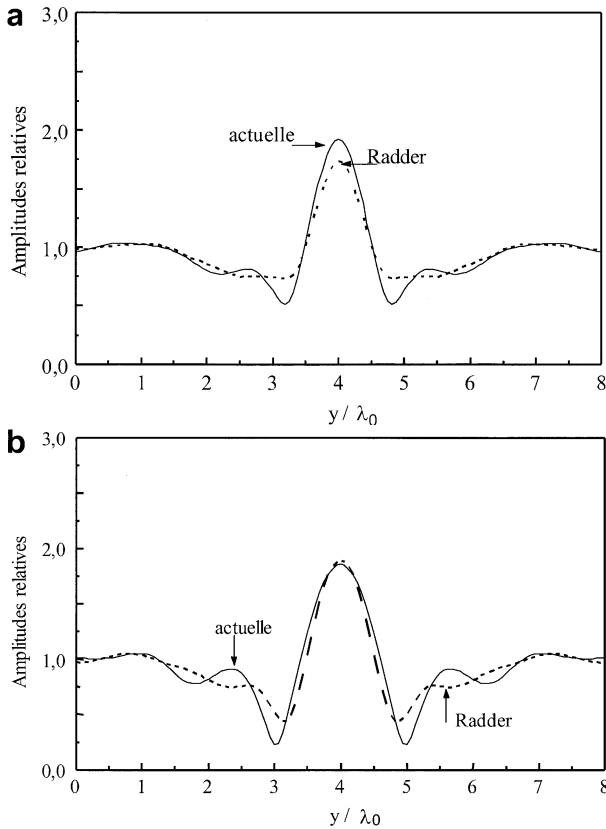 a
3,0
2,0
1,0
0,0
Amplitudes relatives
actuelle
Radder
0 1 2 3 4 5 6 7 8
y / λ0
b
3,0
2,0
1,0
0,0
Amplitudes relatives
actuelle
Radder
0 1 2 3 4 5 6 7 8
y / λ0